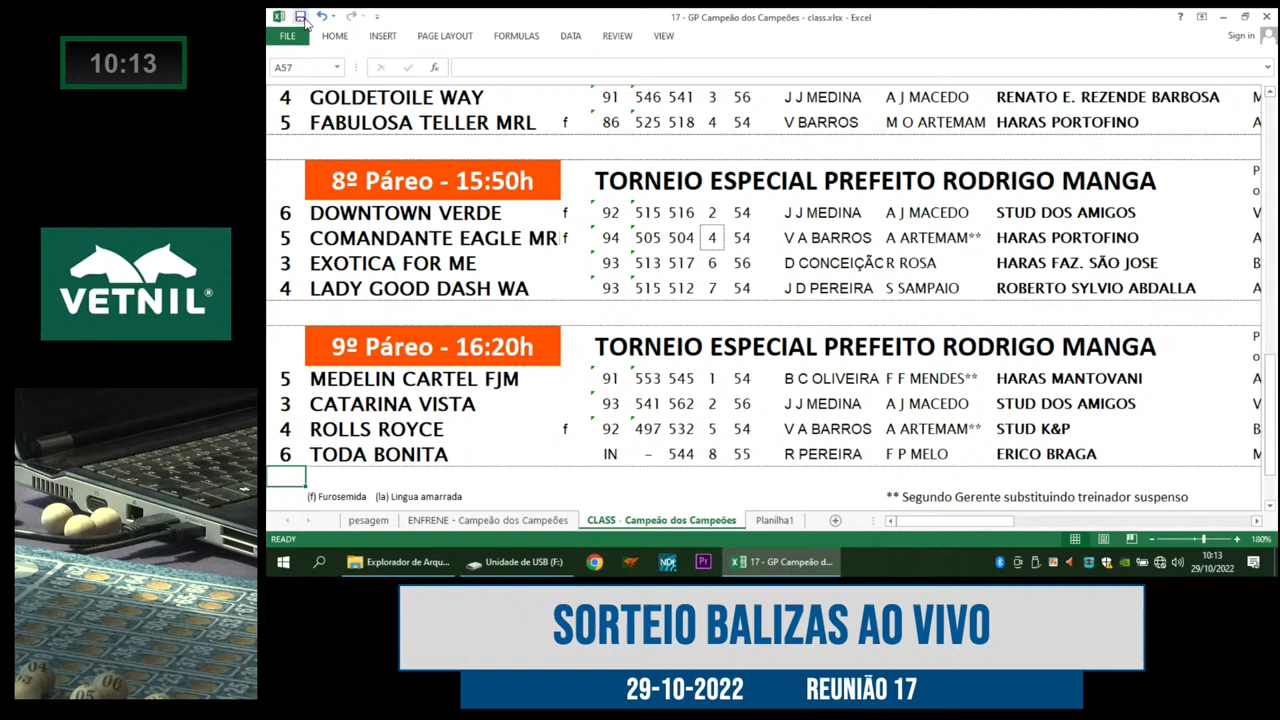 10:13
17 - GP Campeão dos Campeões - class.xlsx - Excel
FILE HOME INSERT PAGE LAYOUT FORMULAS DATA REVIEW VIEW Sign in
A57
4 GOLDETOILE WAY 91 546 541 3 56 J J MEDINA A J MACEDO RENATO E. REZENDE BARBOSA
5 FABULOSA TELLER MRL f 86 525 518 4 54 V BARROS M O ARTEMAM HARAS PORTOFINO
8º Páreo - 15:50h TORNEIO ESPECIAL PREFEITO RODRIGO MANGA
6 DOWNTOWN VERDE f 92 515 516 2 54 J J MEDINA A J MACEDO STUD DOS AMIGOS
5 COMANDANTE EAGLE MR f 94 505 504 4 54 V A BARROS A ARTEMAM** HARAS PORTOFINO
3 EXOTICA FOR ME 93 513 517 6 56 D CONCEIÇÃO R ROSA HARAS FAZ. SÃO JOSE
4 LADY GOOD DASH WA 93 515 512 7 54 J D PEREIRA S SAMPAIO ROBERTO SYLVIO ABDALLA
9º Páreo - 16:20h TORNEIO ESPECIAL PREFEITO RODRIGO MANGA
5 MEDELIN CARTEL FJM 91 553 545 1 54 B C OLIVEIRA F F MENDES** HARAS MANTOVANI
3 CATARINA VISTA 93 541 562 2 56 J J MEDINA A J MACEDO STUD DOS AMIGOS
4 ROLLS ROYCE f 92 497 532 5 54 V A BARROS A ARTEMAM** STUD K&P
6 TODA BONITA IN - 544 8 55 R PEREIRA F P MELO ERICO BRAGA
(f) Furosemida (la) Lingua amarrada ** Segundo Gerente substituindo treinador suspenso
pesagem ENFRENE - Campeão dos Campeões CLASS - Campeão dos Campeões Planilha1
READY 180%
Explorador de Arqu... Unidade de USB (F:) 17 - GP Campeão d... 10:13
29/10/2022
VETNIL®
04 05 06
SORTEIO BALIZAS AO VIVO
29-10-2022 REUNIÃO 17